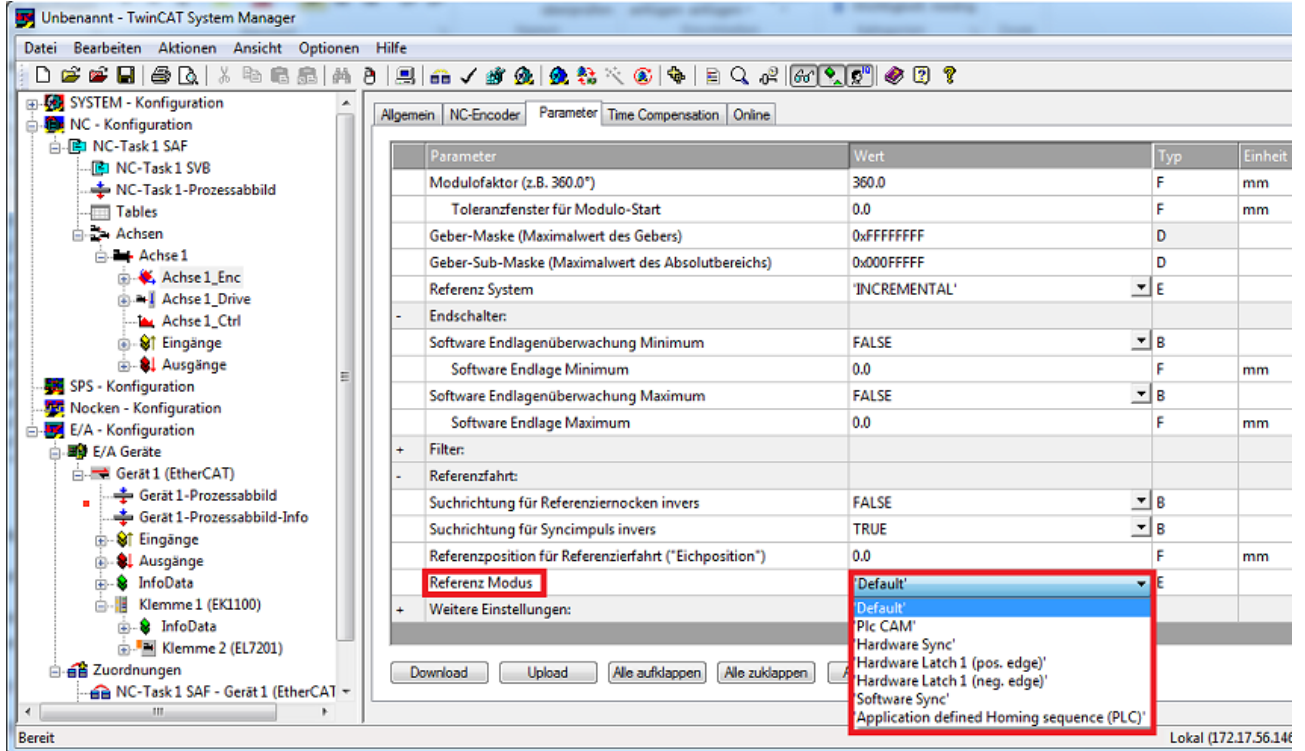 Unbenannt - TwinCAT System Manager
Datei Bearbeiten Aktionen Ansicht Optionen Hilfe
SYSTEM - Konfiguration
NC - Konfiguration
NC-Task 1 SAF
NC-Task 1 SVB
NC-Task 1-Prozessabbild
Tables
Achsen
Achse 1
Achse 1_Enc
Achse 1_Drive
Achse 1_Ctrl
Eingänge
Ausgänge
SPS - Konfiguration
Nocken - Konfiguration
E/A - Konfiguration
E/A Geräte
Gerät 1 (EtherCAT)
Gerät 1-Prozessabbild
Gerät 1-Prozessabbild-Info
Eingänge
Ausgänge
InfoData
Klemme 1 (EK1100)
InfoData
Klemme 2 (EL7201)
Zuordnungen
NC-Task 1 SAF - Gerät 1 (EtherCAT
Allgemein NC-Encoder Parameter Time Compensation Online
Parameter Wert Typ Einheit
Modulofaktor (z.B. 360.0°) 360.0 F mm
Toleranzfenster für Modulo-Start 0.0 F mm
Geber-Maske (Maximalwert des Gebers) 0xFFFFFFFF D
Geber-Sub-Maske (Maximalwert des Absolutbereichs) 0x000FFFFF D
Referenz System 'INCREMENTAL' E
- Endschalter:
Software Endlagenüberwachung Minimum FALSE B
Software Endlage Minimum 0.0 F mm
Software Endlagenüberwachung Maximum FALSE B
Software Endlage Maximum 0.0 F mm
+ Filter:
- Referenzfahrt:
Suchrichtung für Referenziernocken invers FALSE B
Suchrichtung für Syncimpuls invers TRUE B
Referenzposition für Referenzierfahrt ("Eichposition") 0.0 F mm
Referenz Modus 'Default' E
+ Weitere Einstellungen:
'Default'
'Plc CAM'
'Hardware Sync'
'Hardware Latch 1 (pos. edge)'
'Hardware Latch 1 (neg. edge)'
'Software Sync'
'Application defined Homing sequence (PLC)'
Download Upload Alle aufklappen Alle zuklappen
Bereit Lokal (172.17.56.146